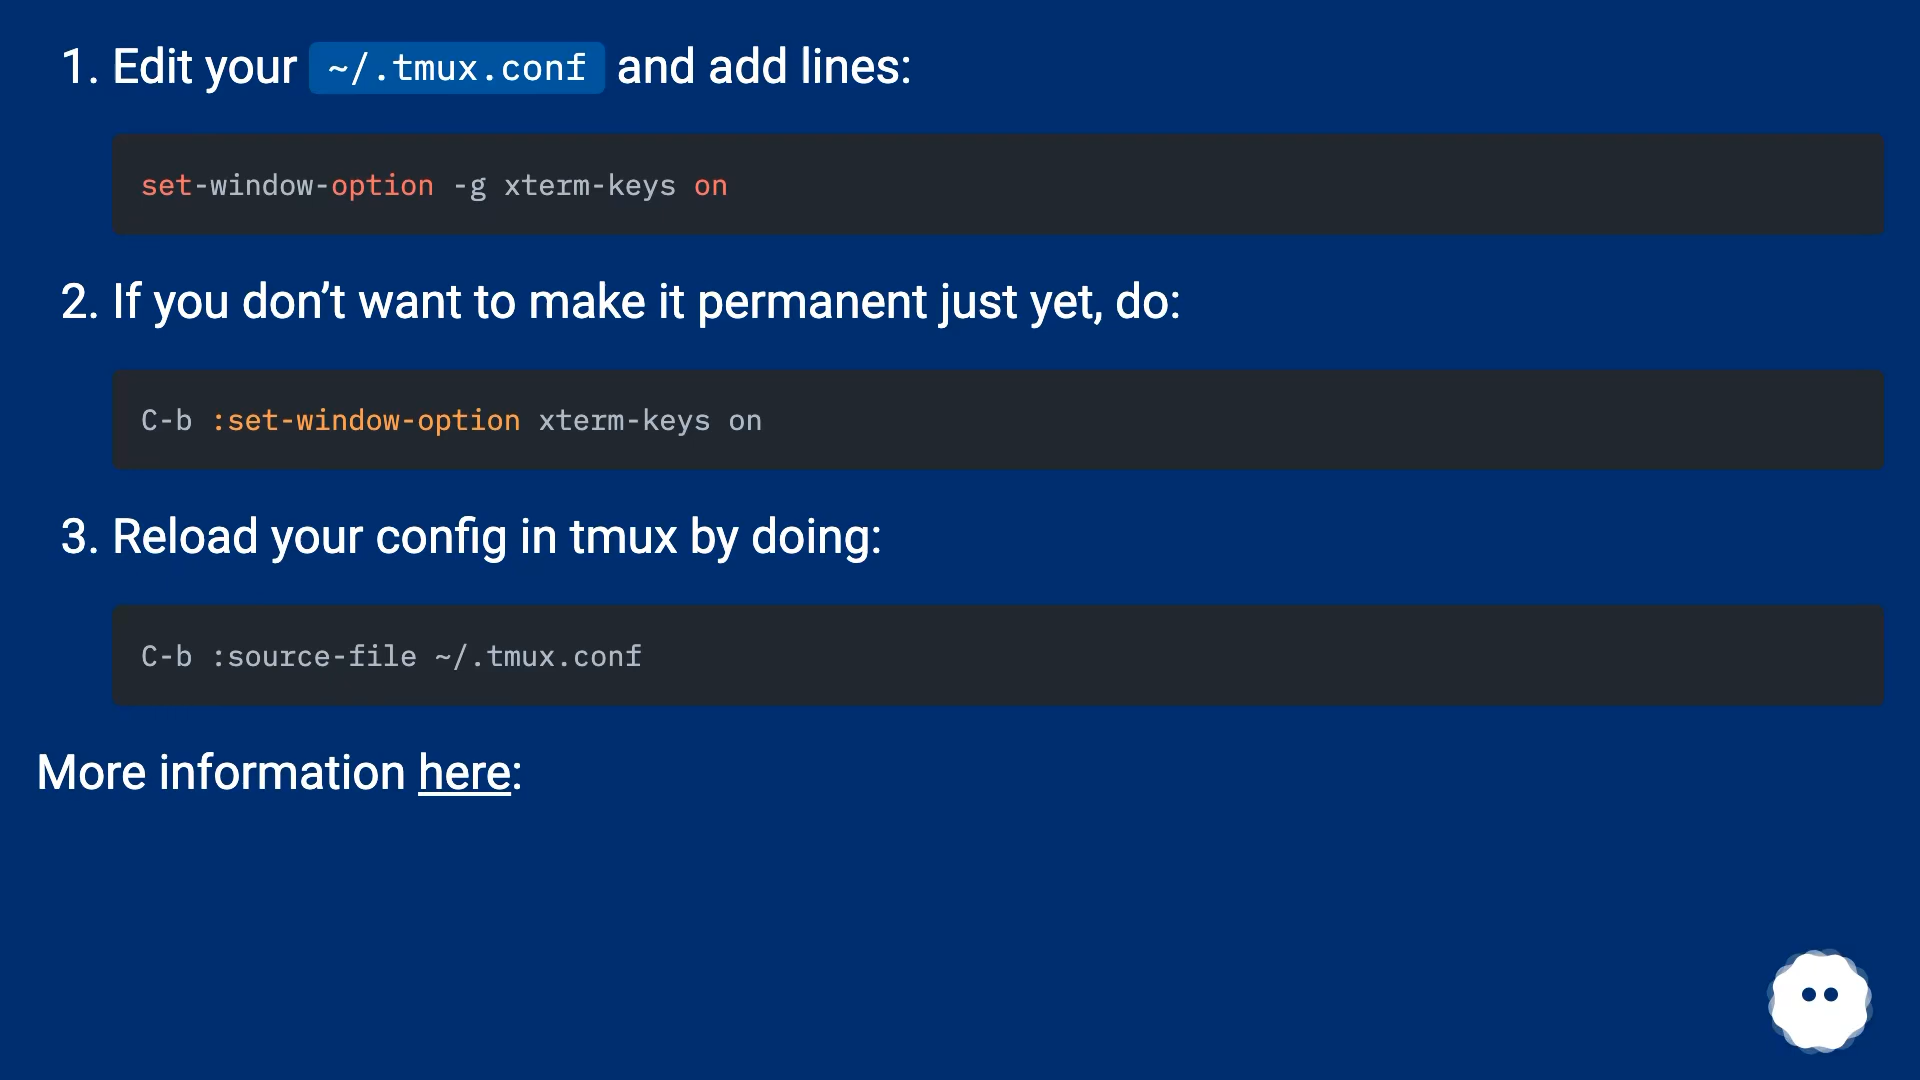 1. Edit your ~/.tmux.conf and add lines:
set-window-option -g xterm-keys on
2. If you don’t want to make it permanent just yet, do:
C-b :set-window-option xterm-keys on
3. Reload your config in tmux by doing:
C-b :source-file ~/.tmux.conf
More information here: